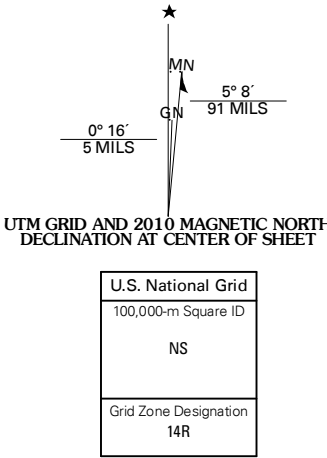 MN
5° 8´
91 MILS
GN
0° 16´
5 MILS
UTM GRID AND 2010 MAGNETIC NORTH
DECLINATION AT CENTER OF SHEET
U.S. National Grid
100,000-m Square ID
NS
Grid Zone Designation
14R